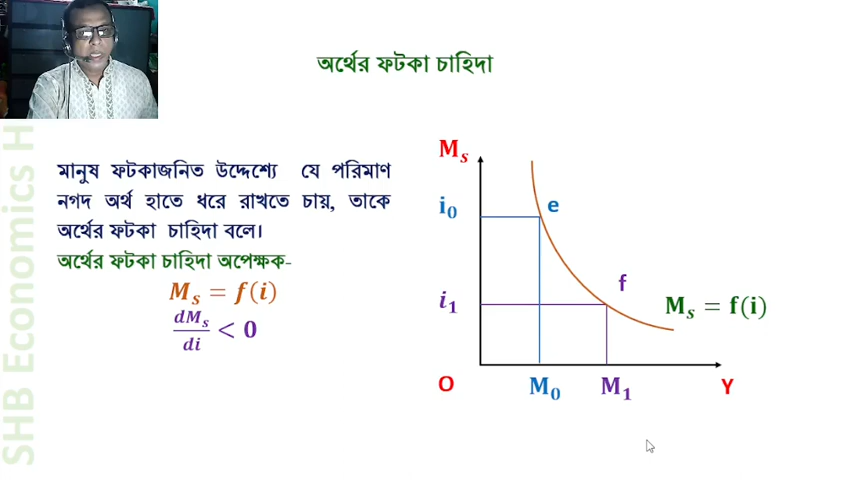 অর্থের ফটকা চাহিদা
মানুষ ফটকাজনিত উদ্দেশ্যে যে পরিমাণ
নগদ অর্থ হাতে ধরে রাখতে চায়, তাকে
অর্থের ফটকা চাহিদা বলে।
অর্থের ফটকা চাহিদা অপেক্ষক-
Mₛ = f(i)
dMₛ/di < 0
Mₛ
i₀
e
f
i₁
Mₛ = f(i)
O
M₀
M₁
Y
SHB Economics H